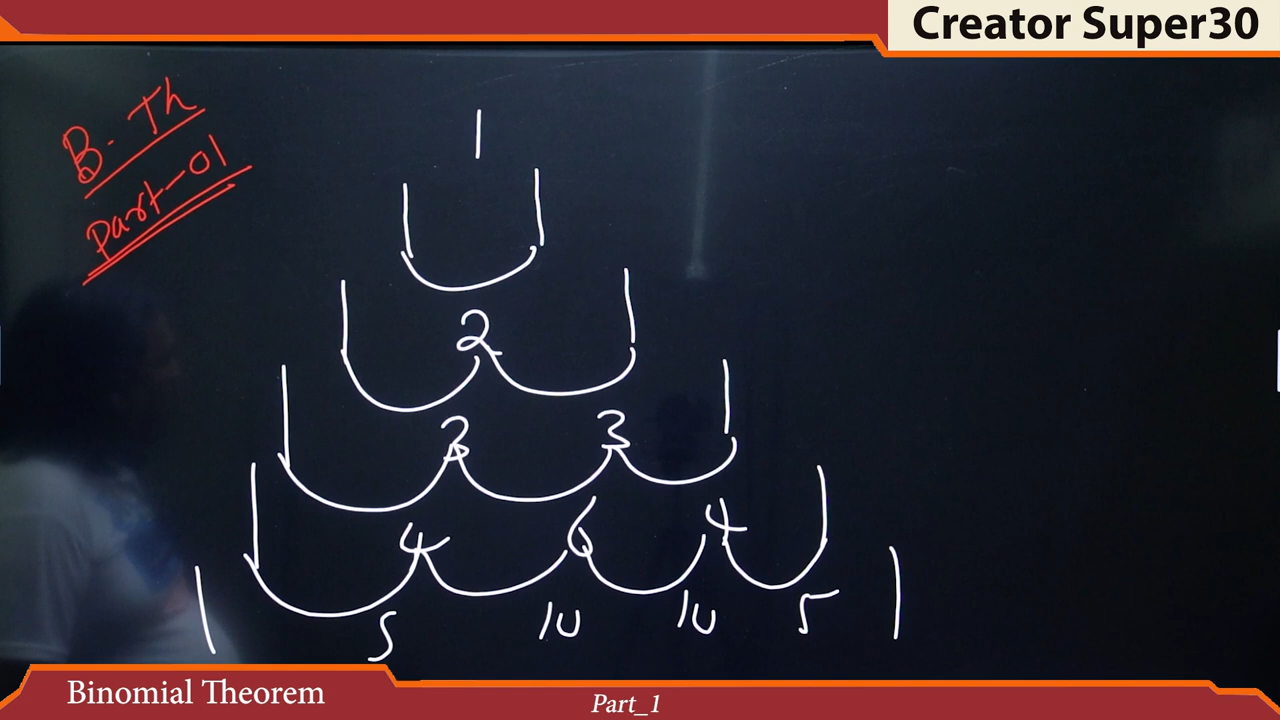 Creator Super30
B. Th
Part-01
1
1 1
1 2 1
1 3 3 1
1 4 6 4 1
1 5 10 10 5 1
Binomial Theorem
Part_1